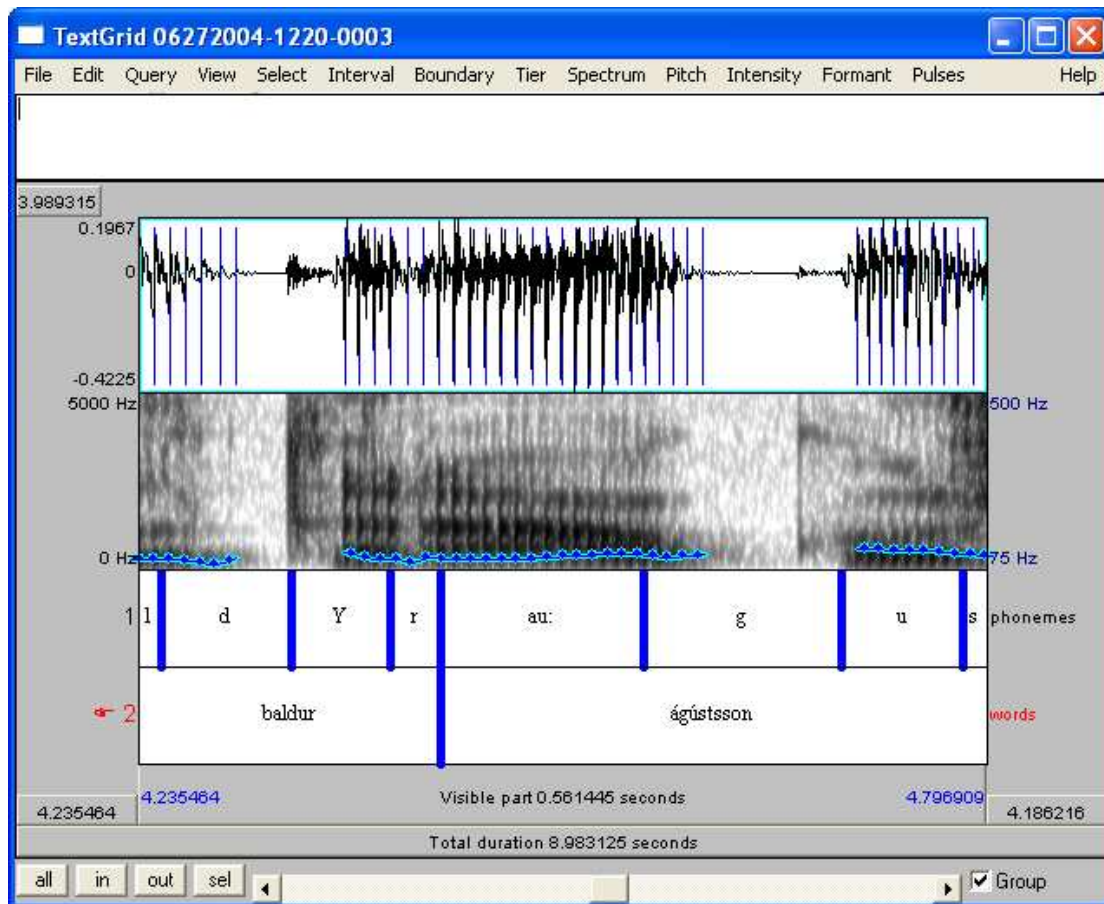 TextGrid 06272004-1220-0003
File Edit Query View Select Interval Boundary Tier Spectrum Pitch Intensity Formant Pulses Help
3.989315
0.1967
0
-0.4225
5000 Hz 500 Hz
0 Hz 75 Hz
1 l d Y r au: g u s phonemes
2 baldur ágústsson words
4.235464 4.235464 Visible part 0.561445 seconds 4.796909 4.186216
Total duration 8.983125 seconds
all in out sel Group